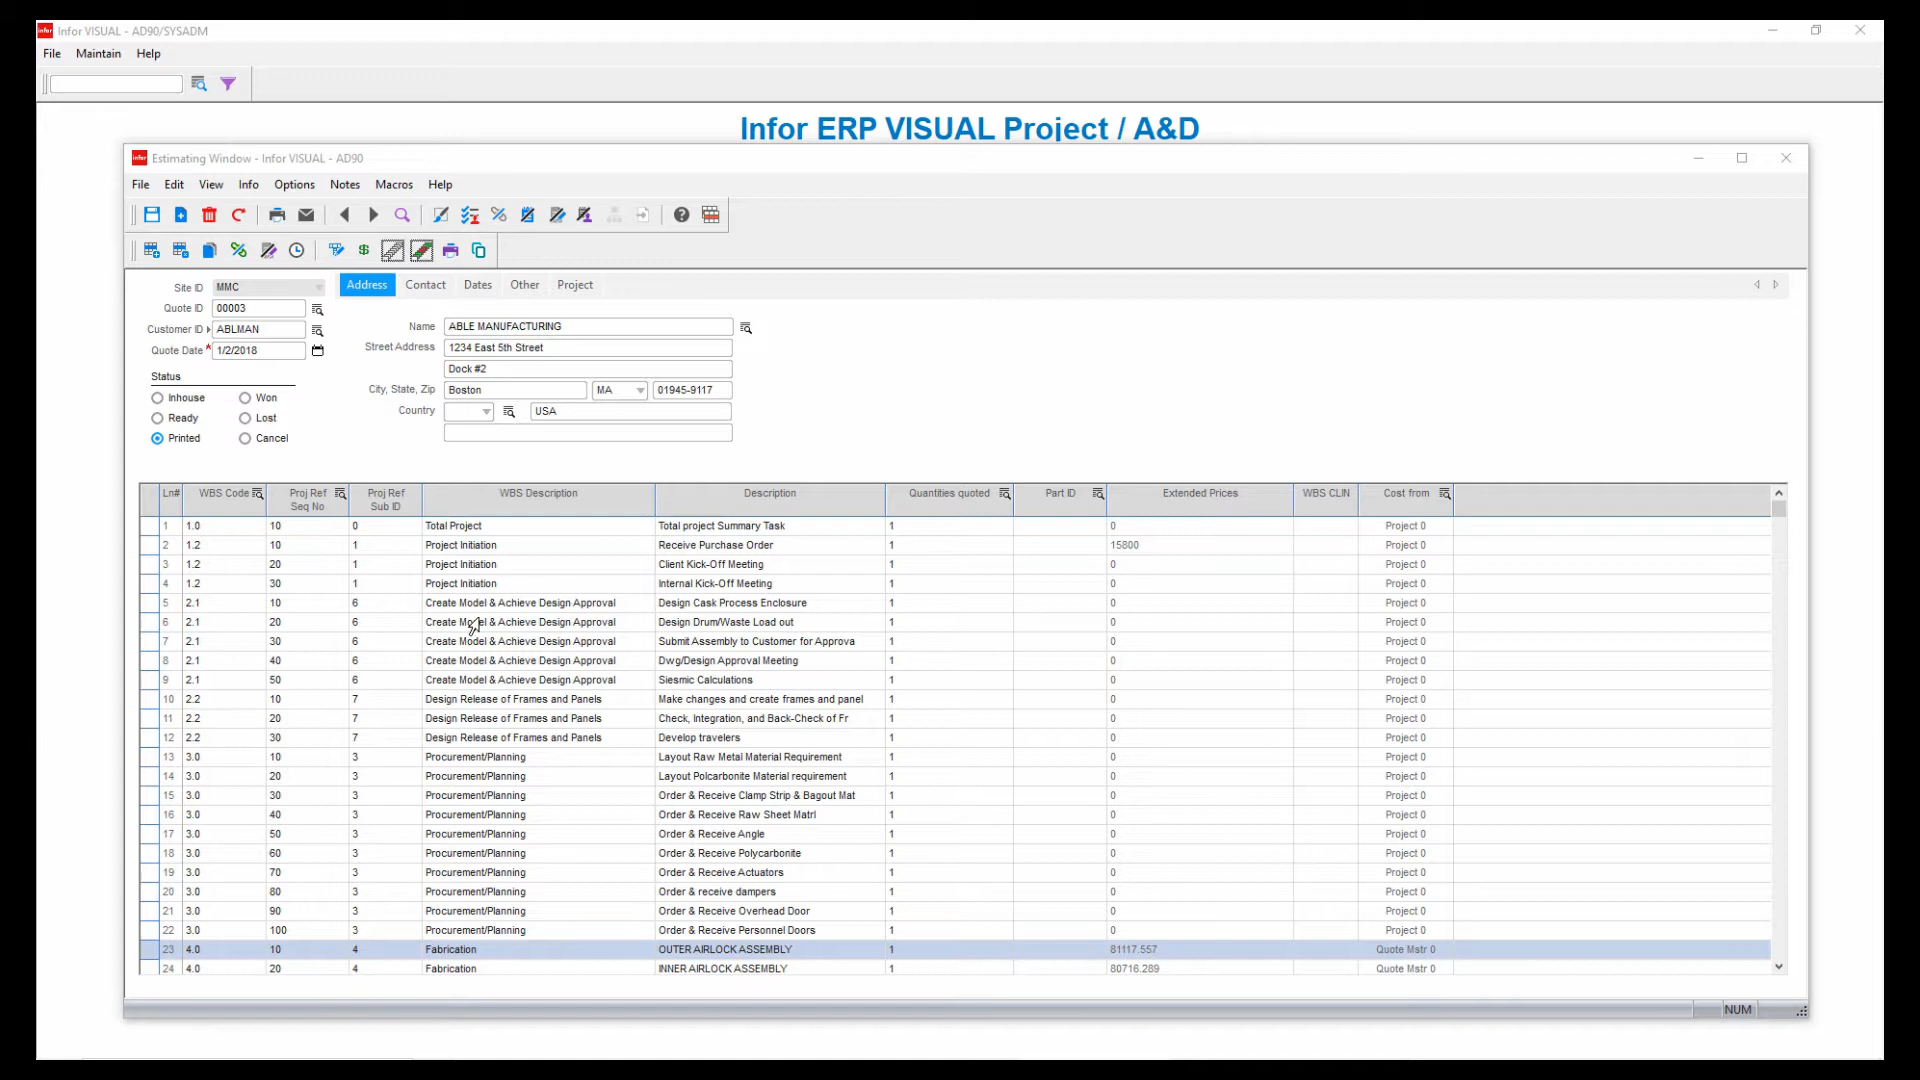 infor Infor VISUAL - AD90/SYSADM
File Maintain Help
Infor ERP VISUAL Project / A&D
infor Estimating Window - Infor VISUAL - AD90
File Edit View Info Options Notes Macros Help
Site ID MMC
Quote ID 00003
Customer ID ABLMAN
Quote Date * 1/2/2018
Status
Inhouse Won
Ready Lost
Printed Cancel
Address Contact Dates Other Project
Name ABLE MANUFACTURING
Street Address 1234 East 5th Street
Dock #2
City, State, Zip Boston MA 01945-9117
Country USA
Ln# WBS Code Proj Ref Seq No Proj Ref Sub ID WBS Description Description Quantities quoted Part ID Extended Prices WBS CLIN Cost from
1 1.0 10 0 Total Project Total project Summary Task 1 0 Project 0
2 1.2 10 1 Project Initiation Receive Purchase Order 1 15800 Project 0
3 1.2 20 1 Project Initiation Client Kick-Off Meeting 1 0 Project 0
4 1.2 30 1 Project Initiation Internal Kick-Off Meeting 1 0 Project 0
5 2.1 10 6 Create Model & Achieve Design Approval Design Cask Process Enclosure 1 0 Project 0
6 2.1 20 6 Create Model & Achieve Design Approval Design Drum/Waste Load out 1 0 Project 0
7 2.1 30 6 Create Model & Achieve Design Approval Submit Assembly to Customer for Approva 1 0 Project 0
8 2.1 40 6 Create Model & Achieve Design Approval Dwg/Design Approval Meeting 1 0 Project 0
9 2.1 50 6 Create Model & Achieve Design Approval Siesmic Calculations 1 0 Project 0
10 2.2 10 7 Design Release of Frames and Panels Make changes and create frames and panel 1 0 Project 0
11 2.2 20 7 Design Release of Frames and Panels Check, Integration, and Back-Check of Fr 1 0 Project 0
12 2.2 30 7 Design Release of Frames and Panels Develop travelers 1 0 Project 0
13 3.0 10 3 Procurement/Planning Layout Raw Metal Material Requirement 1 0 Project 0
14 3.0 20 3 Procurement/Planning Layout Polcarbonite Material requirement 1 0 Project 0
15 3.0 30 3 Procurement/Planning Order & Receive Clamp Strip & Bagout Mat 1 0 Project 0
16 3.0 40 3 Procurement/Planning Order & Receive Raw Sheet Matrl 1 0 Project 0
17 3.0 50 3 Procurement/Planning Order & Receive Angle 1 0 Project 0
18 3.0 60 3 Procurement/Planning Order & Receive Polycarbonite 1 0 Project 0
19 3.0 70 3 Procurement/Planning Order & Receive Actuators 1 0 Project 0
20 3.0 80 3 Procurement/Planning Order & receive dampers 1 0 Project 0
21 3.0 90 3 Procurement/Planning Order & Receive Overhead Door 1 0 Project 0
22 3.0 100 3 Procurement/Planning Order & Receive Personnel Doors 1 0 Project 0
23 4.0 10 4 Fabrication OUTER AIRLOCK ASSEMBLY 1 81117.557 Quote Mstr 0
24 4.0 20 4 Fabrication INNER AIRLOCK ASSEMBLY 1 80716.289 Quote Mstr 0
NUM